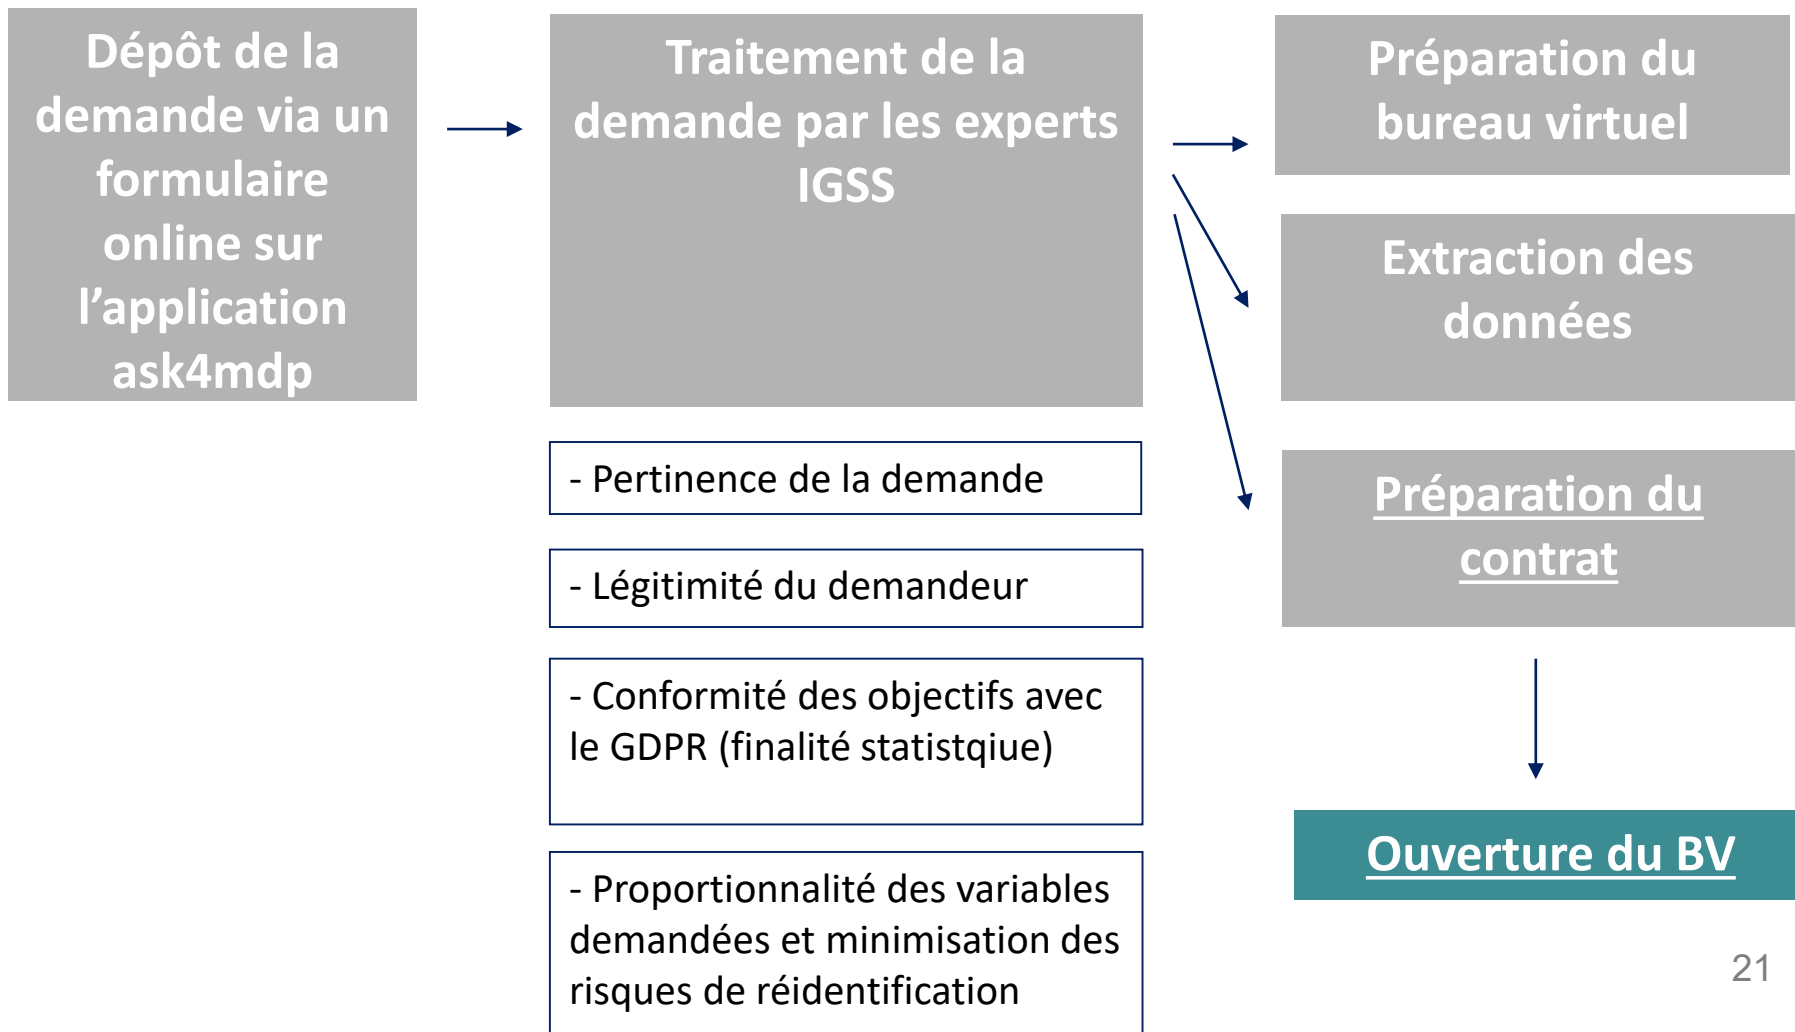 Dépôt de la
demande via un
formulaire
online sur
l’application
ask4mdp
Traitement de la
demande par les experts
IGSS
- Pertinence de la demande
- Légitimité du demandeur
- Conformité des objectifs avec
le GDPR (finalité statistqiue)
- Proportionnalité des variables
demandées et minimisation des
risques de réidentification
Préparation du
bureau virtuel
Extraction des
données
Préparation du
contrat
Ouverture du BV
21